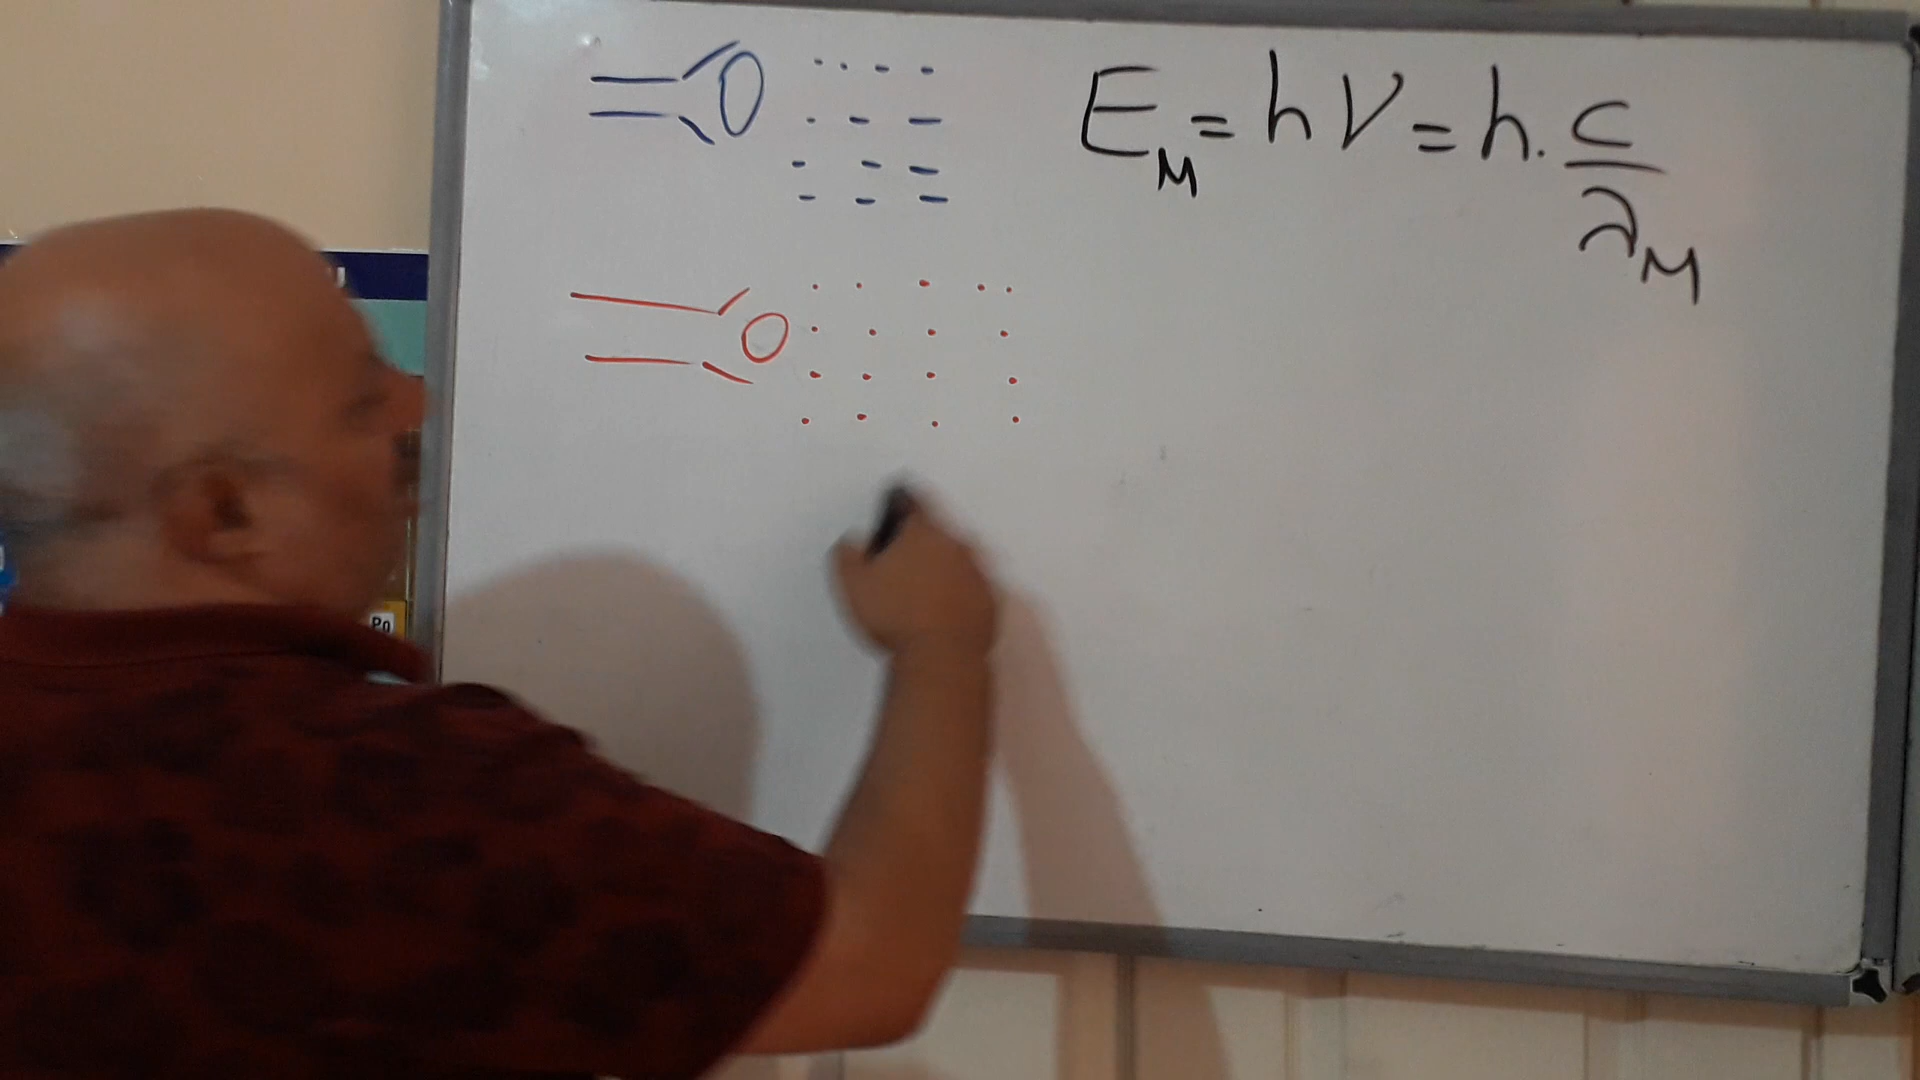 E_M = hν = h · c/λ_M
Po